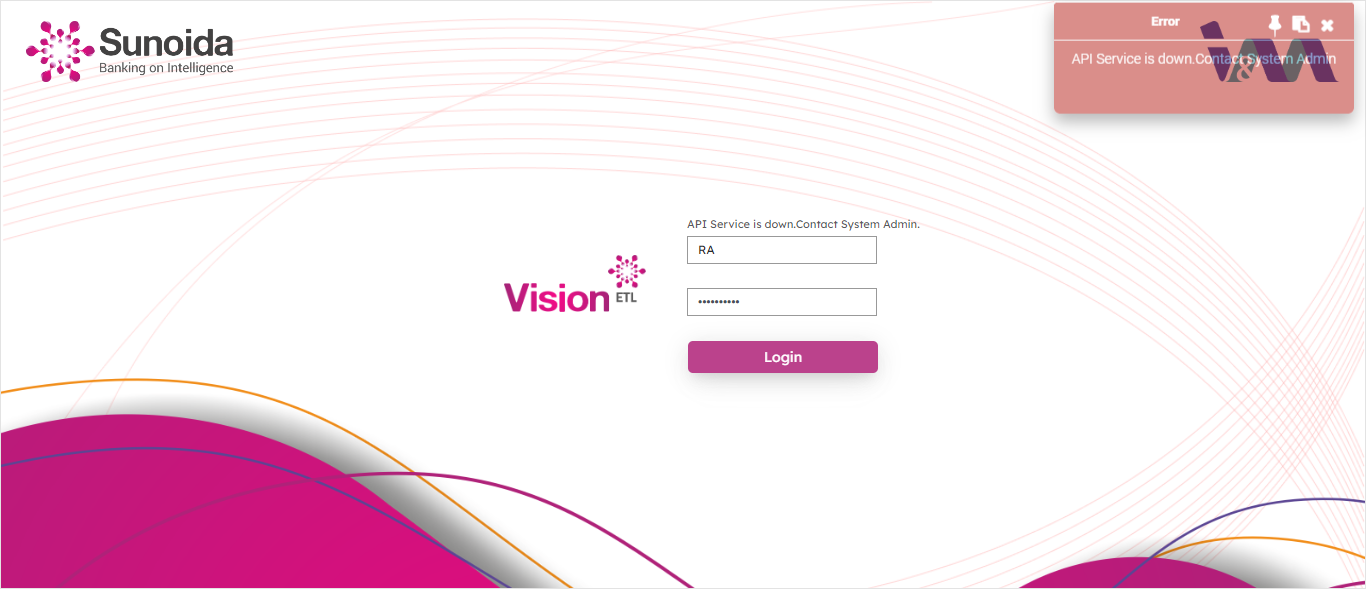 Sunoida
Banking on Intelligence
Error
API Service is down.Contact System Admin
V&AA
API Service is down.Contact System Admin.
RA
••••••••••
Vision
ETL
Login